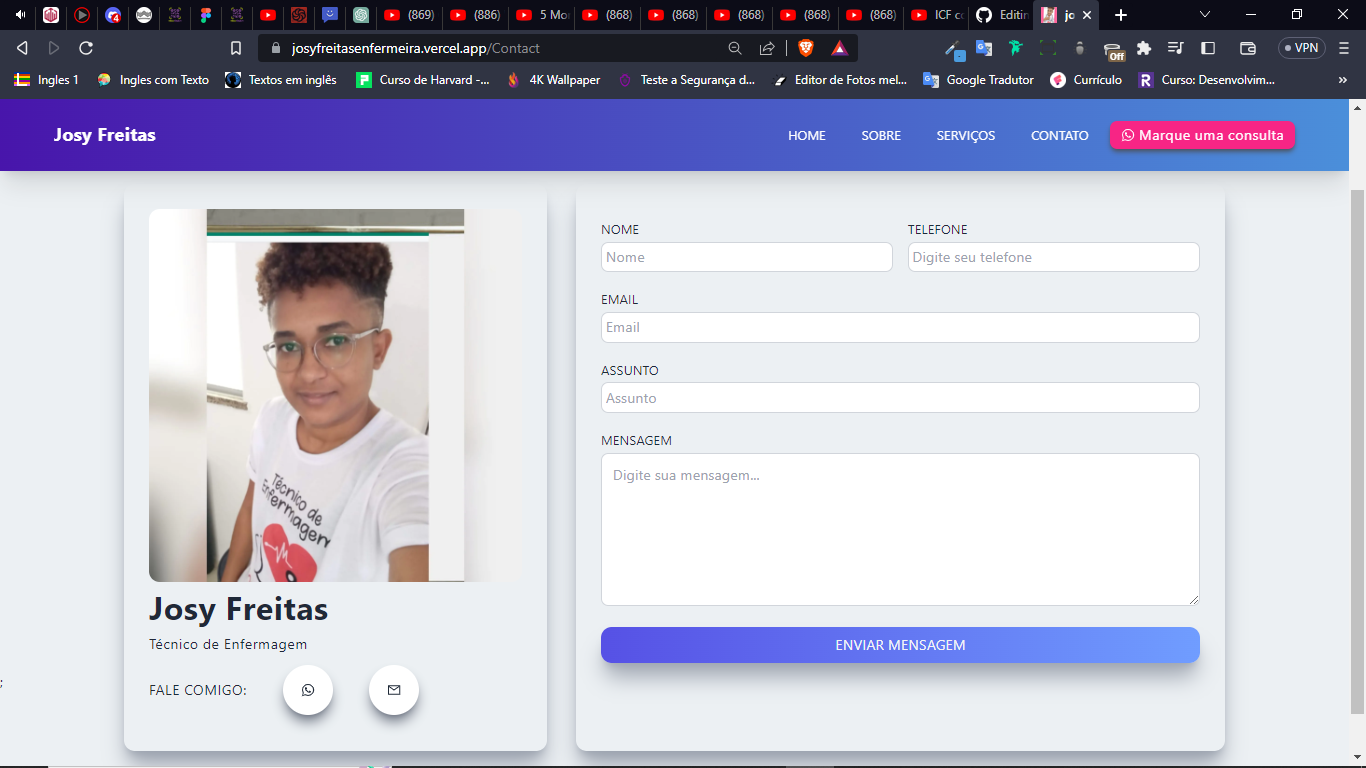 (869)
(886)
5 Mo
(868)
(868)
(868)
(868)
(868)
ICF c
Editin
jo
josyfreitasenfermeira.vercel.app/Contact
Off
VPN
Ingles 1
Ingles com Texto
Textos em inglês
Curso de Harvard -...
4K Wallpaper
Teste a Segurança d...
Editor de Fotos mel...
Google Tradutor
Currículo
Curso: Desenvolvim...
»
Josy Freitas
HOME
SOBRE
SERVIÇOS
CONTATO
Marque uma consulta
Técnico de
Enfermagem
Josy Freitas
Técnico de Enfermagem
FALE COMIGO:
;
NOME
Nome
TELEFONE
Digite seu telefone
EMAIL
Email
ASSUNTO
Assunto
MENSAGEM
Digite sua mensagem...
ENVIAR MENSAGEM